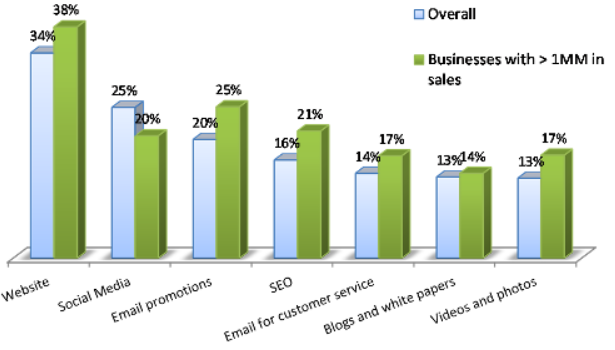 Overall
Businesses with > 1MM in
sales
34%
38%
25%
20%
20%
25%
16%
21%
14%
17%
13%
14%
13%
17%
Website
Social Media
Email promotions
SEO
Email for customer service
Blogs and white papers
Videos and photos